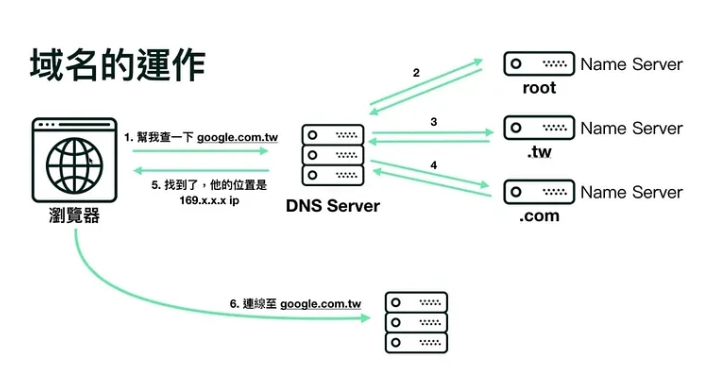 域名的運作
1. 幫我查一下 google.com.tw
5. 找到了，他的位置是
169.x.x.x ip
瀏覽器
DNS Server
2
Name Server
root
3
Name Server
.tw
4
Name Server
.com
6. 連線至 google.com.tw